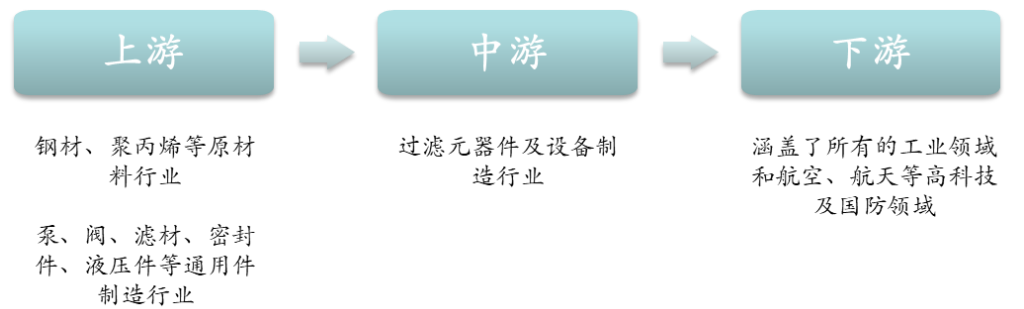 上游
中游
下游
钢材、聚丙烯等原材
料行业
泵、阀、滤材、密封
件、液压件等通用件
制造行业
过滤元器件及设备制
造行业
涵盖了所有的工业领域
和航空、航天等高科技
及国防领域